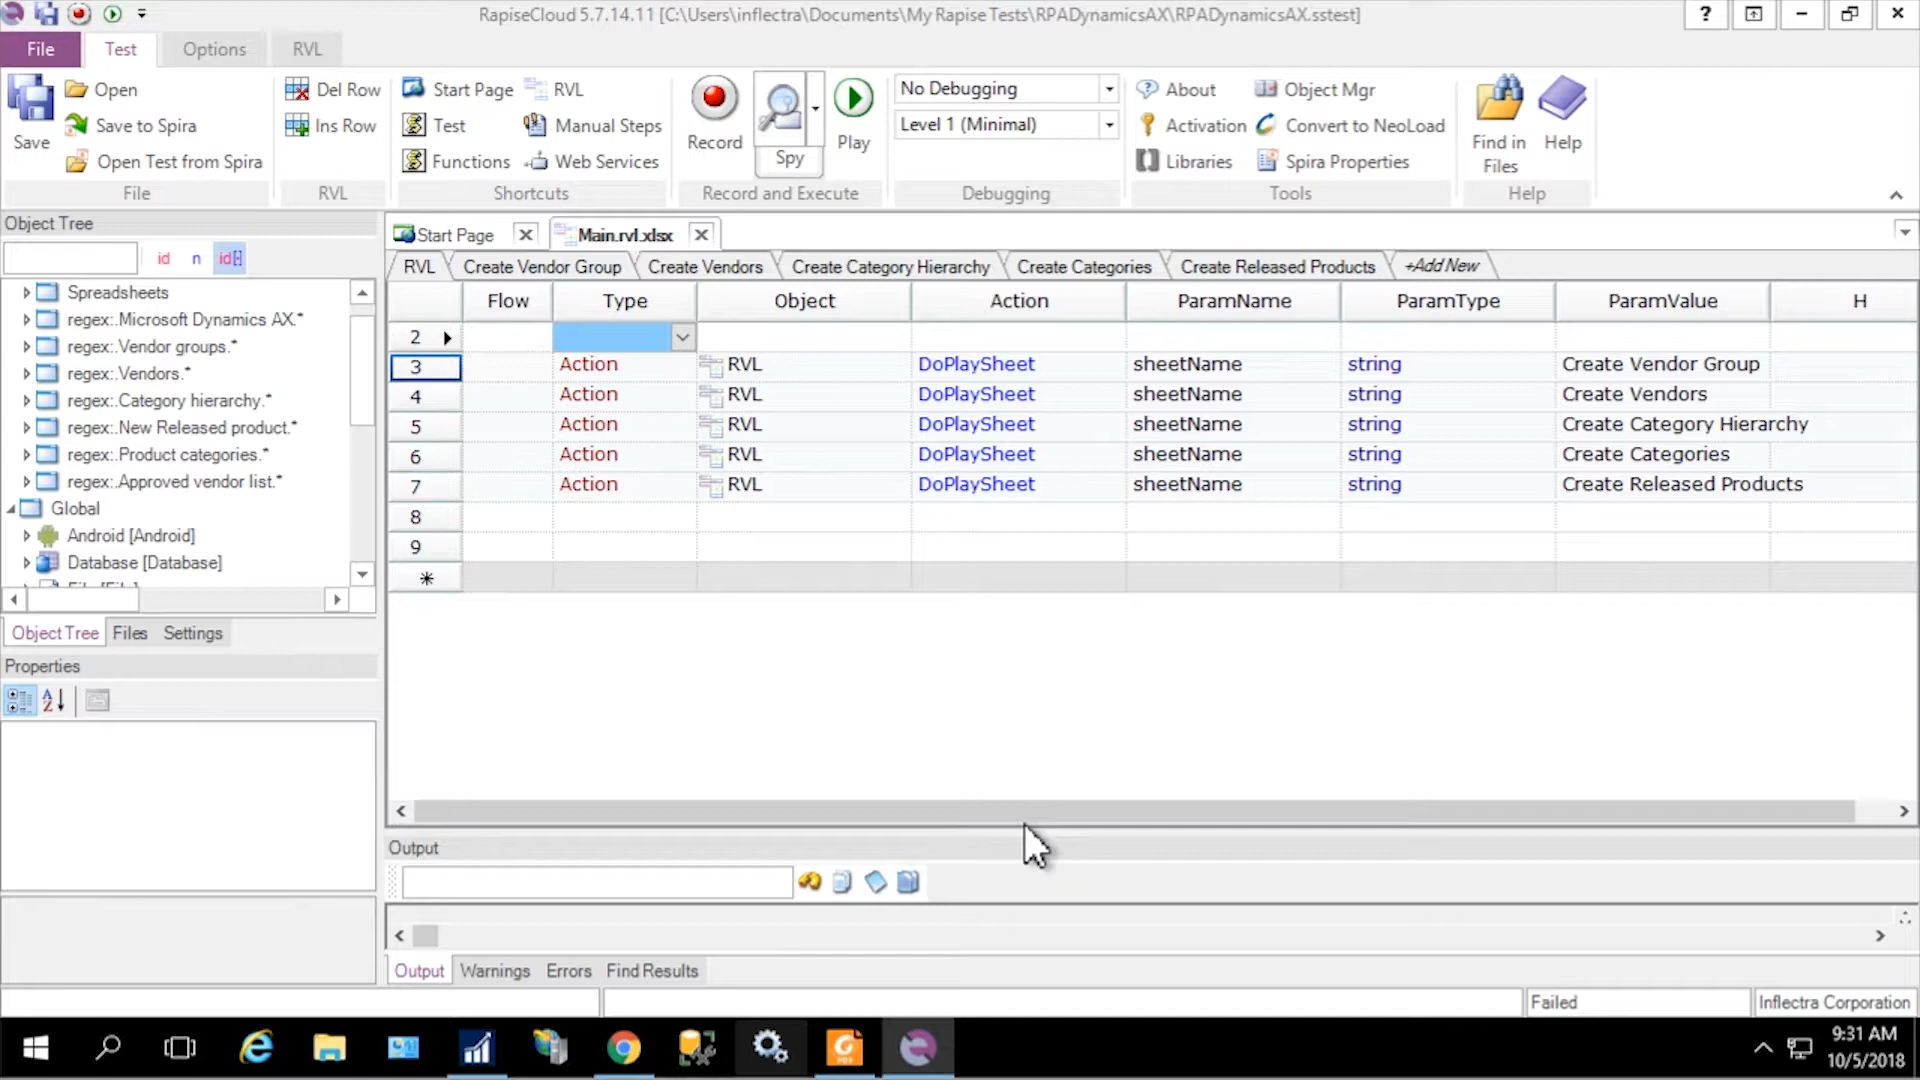 RapiseCloud 5.7.14.11 [C:\Users\inflectra\Documents\My Rapise Tests\RPADynamicsAX\RPADynamicsAX.sstest]
File Test Options RVL
Save
Open
Save to Spira
Open Test from Spira
File
Del Row
Ins Row
RVL
Start Page RVL
Test Manual Steps
Functions Web Services
Shortcuts
Record
Spy
Play
Record and Execute
No Debugging
Level 1 (Minimal)
Debugging
About Object Mgr
Activation Convert to NeoLoad
Libraries Spira Properties
Tools
Find in
Files
Help
Help
Object Tree
id n id[·]
Spreadsheets
regex:.Microsoft Dynamics AX.*
regex:.Vendor groups.*
regex:.Vendors.*
regex:.Category hierarchy.*
regex:.New Released product.*
regex:.Product categories.*
regex:.Approved vendor list.*
Global
Android [Android]
Database [Database]
Object Tree Files Settings
Properties
Start Page Main.rvl.xlsx
RVL Create Vendor Group Create Vendors Create Category Hierarchy Create Categories Create Released Products +Add New
Flow Type Object Action ParamName ParamType ParamValue H
2
3 Action RVL DoPlaySheet sheetName string Create Vendor Group
4 Action RVL DoPlaySheet sheetName string Create Vendors
5 Action RVL DoPlaySheet sheetName string Create Category Hierarchy
6 Action RVL DoPlaySheet sheetName string Create Categories
7 Action RVL DoPlaySheet sheetName string Create Released Products
8
9
*
Output
Output Warnings Errors Find Results
Failed Inflectra Corporation
9:31 AM
10/5/2018